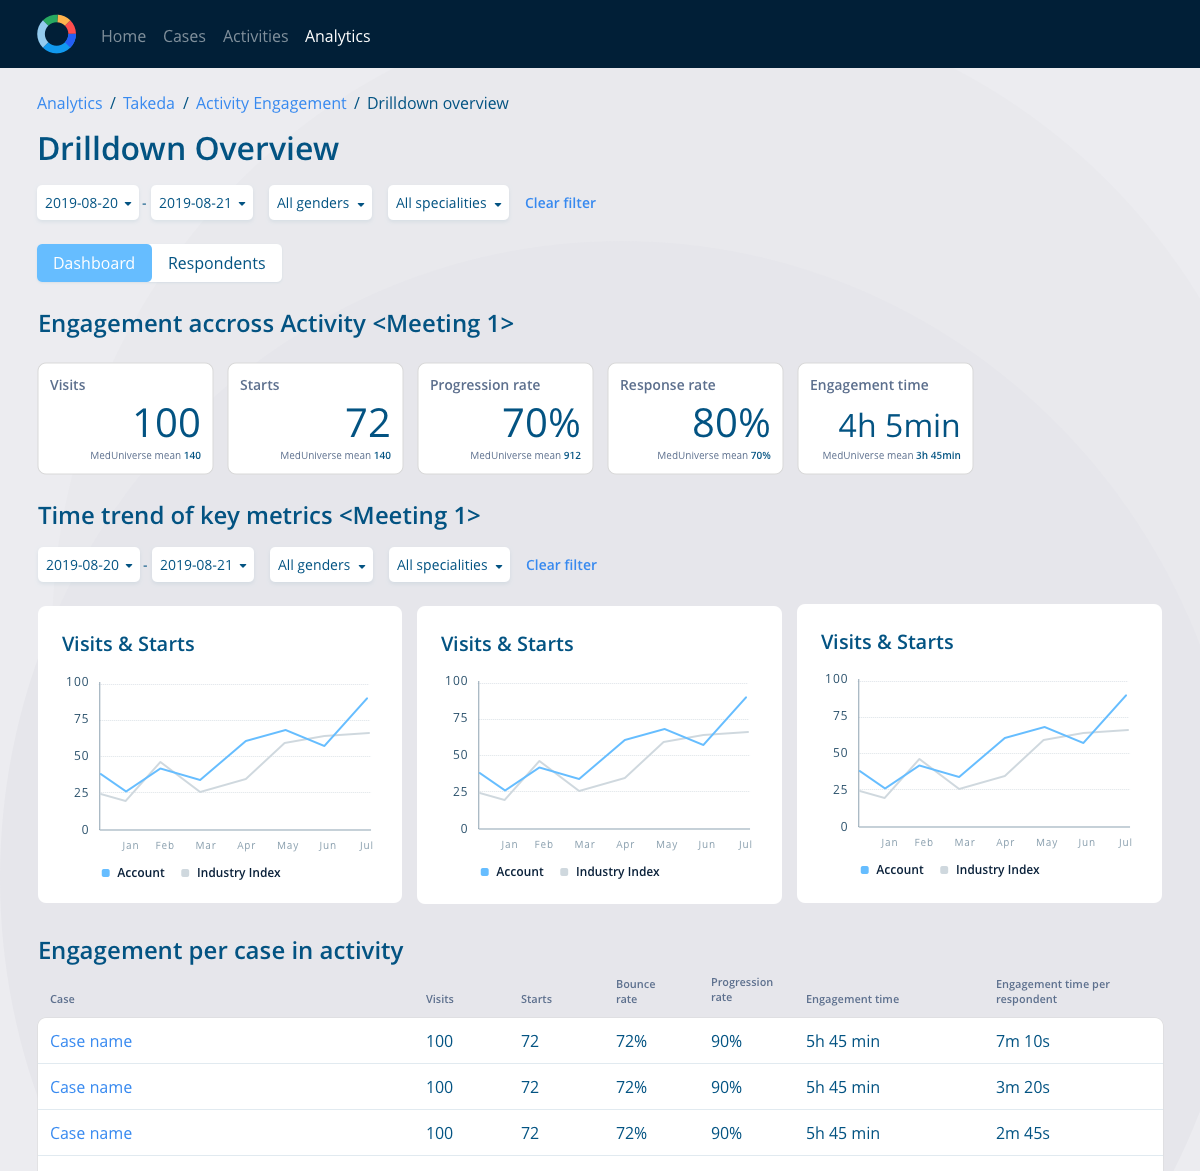 Home Cases Activities Analytics
Analytics / Takeda / Activity Engagement / Drilldown overview
Drilldown Overview
2019-08-20 - 2019-08-21 All genders All specialities Clear filter
Dashboard Respondents
Engagement accross Activity <Meeting 1>
Visits Starts Progression rate Response rate Engagement time
100 72 70% 80% 4h 5min
MedUniverse mean 140 MedUniverse mean 140 MedUniverse mean 912 MedUniverse mean 70% MedUniverse mean 3h 45min
Time trend of key metrics <Meeting 1>
2019-08-20 - 2019-08-21 All genders All specialities Clear filter
Visits & Starts
100
75
50
25
0
Jan Feb Mar Apr May Jun Jul
Account Industry Index
Visits & Starts
100
75
50
25
0
Jan Feb Mar Apr May Jun Jul
Account Industry Index
Visits & Starts
100
75
50
25
0
Jan Feb Mar Apr May Jun Jul
Account Industry Index
Engagement per case in activity
Case Visits Starts Bounce rate Progression rate Engagement time Engagement time per respondent
Case name 100 72 72% 90% 5h 45 min 7m 10s
Case name 100 72 72% 90% 5h 45 min 3m 20s
Case name 100 72 72% 90% 5h 45 min 2m 45s